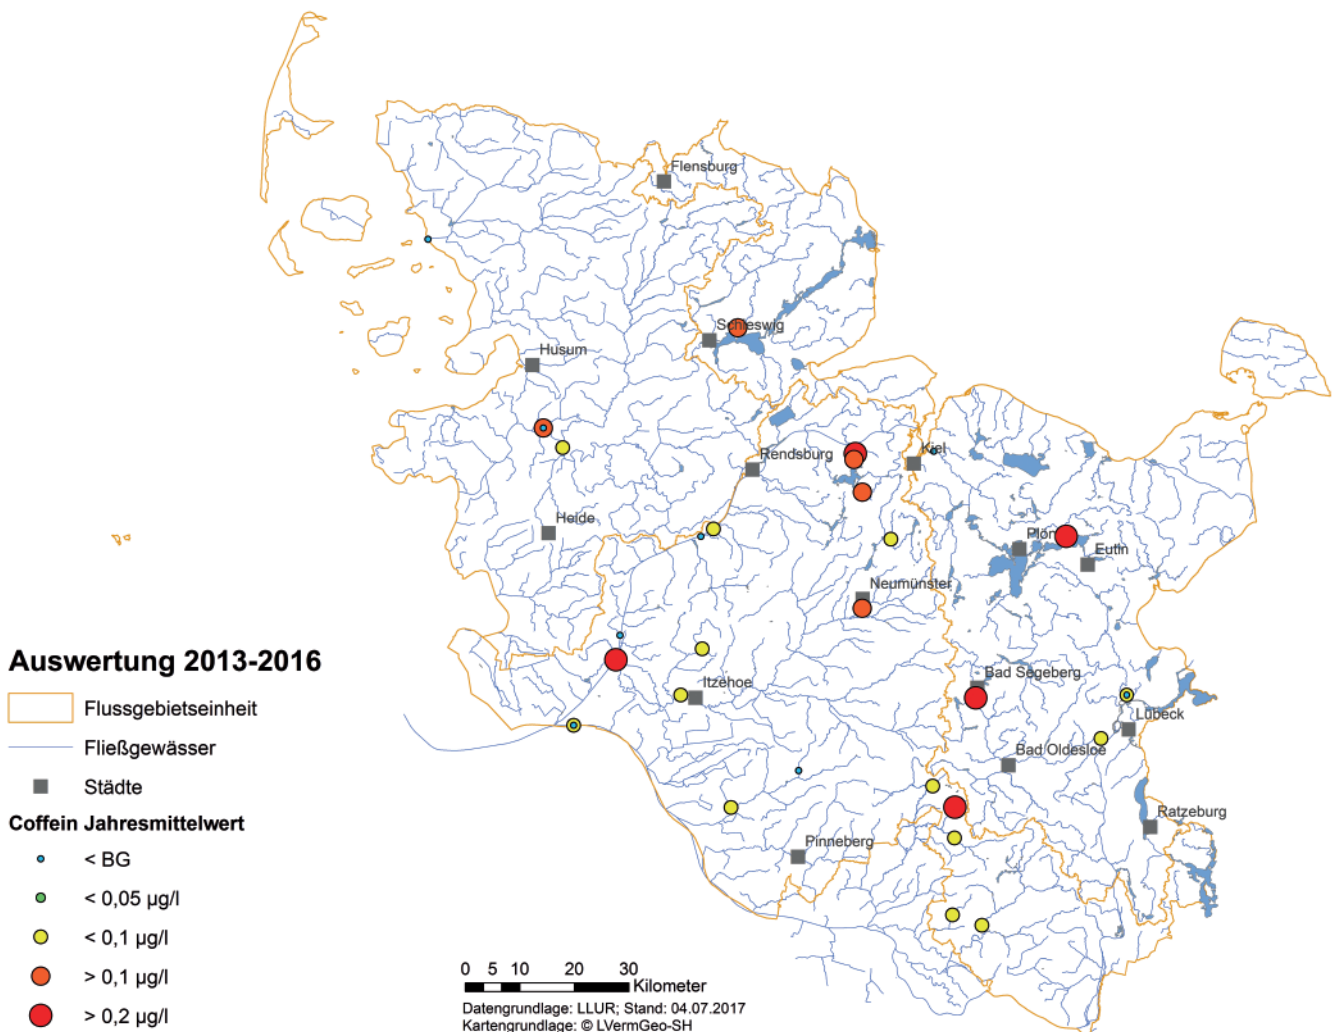 Flensburg
Schleswig
Husum
Rendsburg
Kiel
Heide
Plön
Eutin
Neumünster
Auswertung 2013-2016
Itzehoe
Bad Segeberg
Flussgebietseinheit
Lübeck
Fließgewässer
Bad Oldesloe
Städte
Ratzeburg
Coffein Jahresmittelwert
Pinneberg
< BG
< 0,05 µg/l
< 0,1 µg/l
> 0,1 µg/l
> 0,2 µg/l
0 5 10 20 30
Kilometer
Datengrundlage: LLUR; Stand: 04.07.2017
Kartengrundlage: © LVermGeo-SH